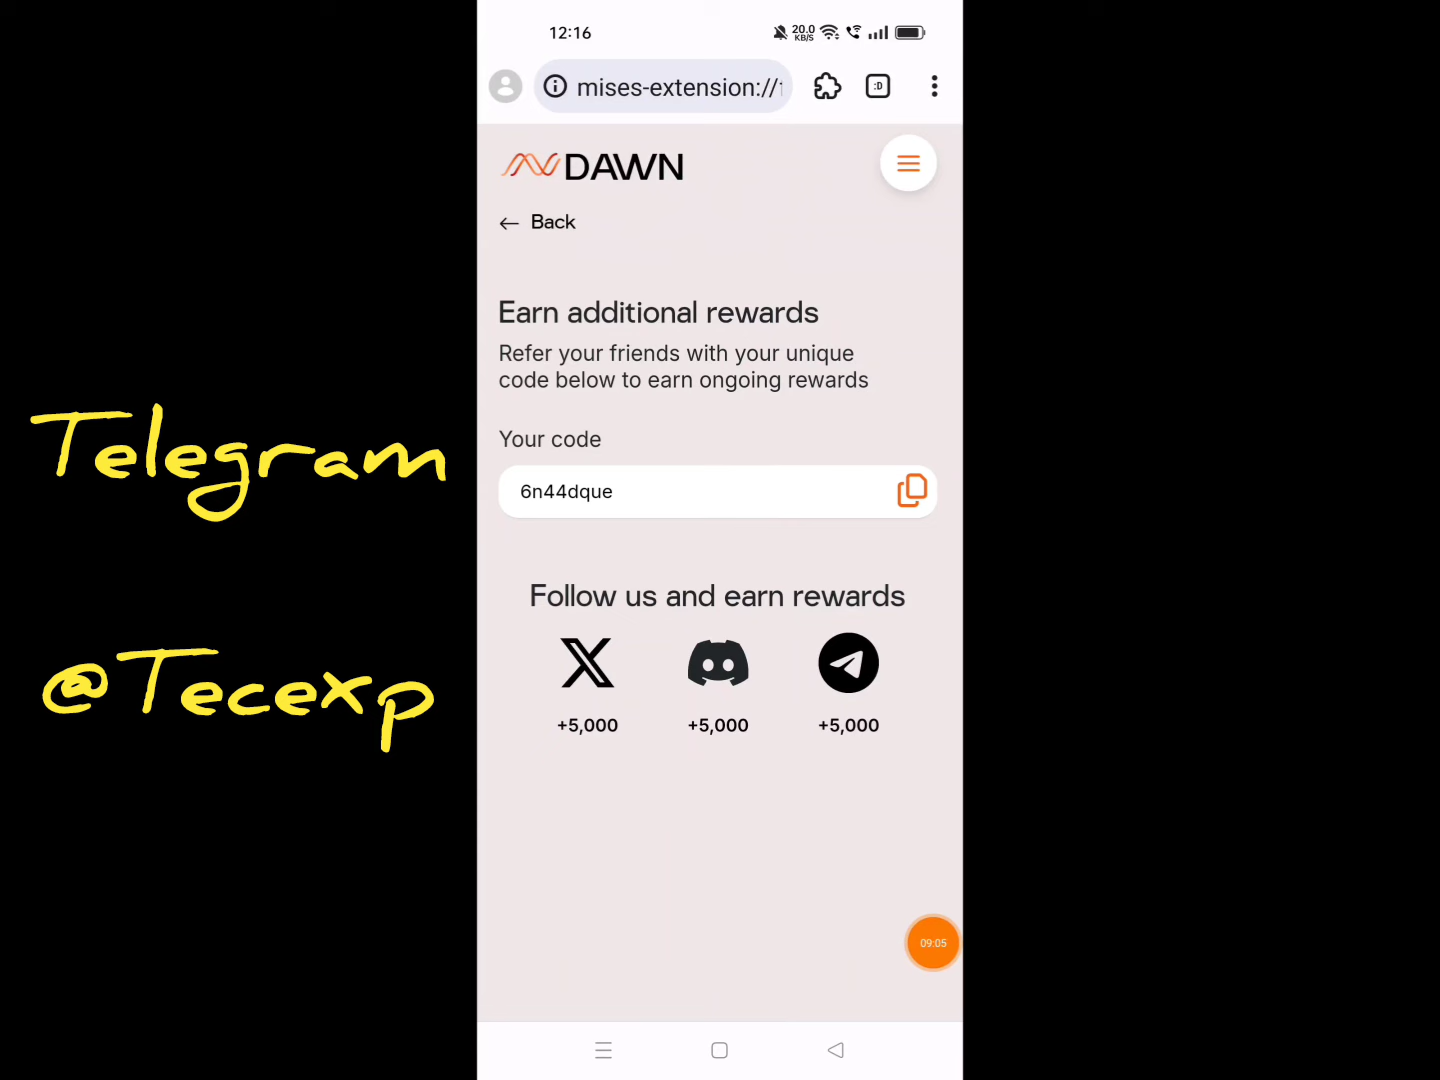 12:16
20.0
KB/S
mises-extension://
:D
DAWN
← Back
Earn additional rewards
Refer your friends with your unique
code below to earn ongoing rewards
Your code
6n44dque
Follow us and earn rewards
+5,000 +5,000 +5,000
09:05
Telegram
@Tecexp